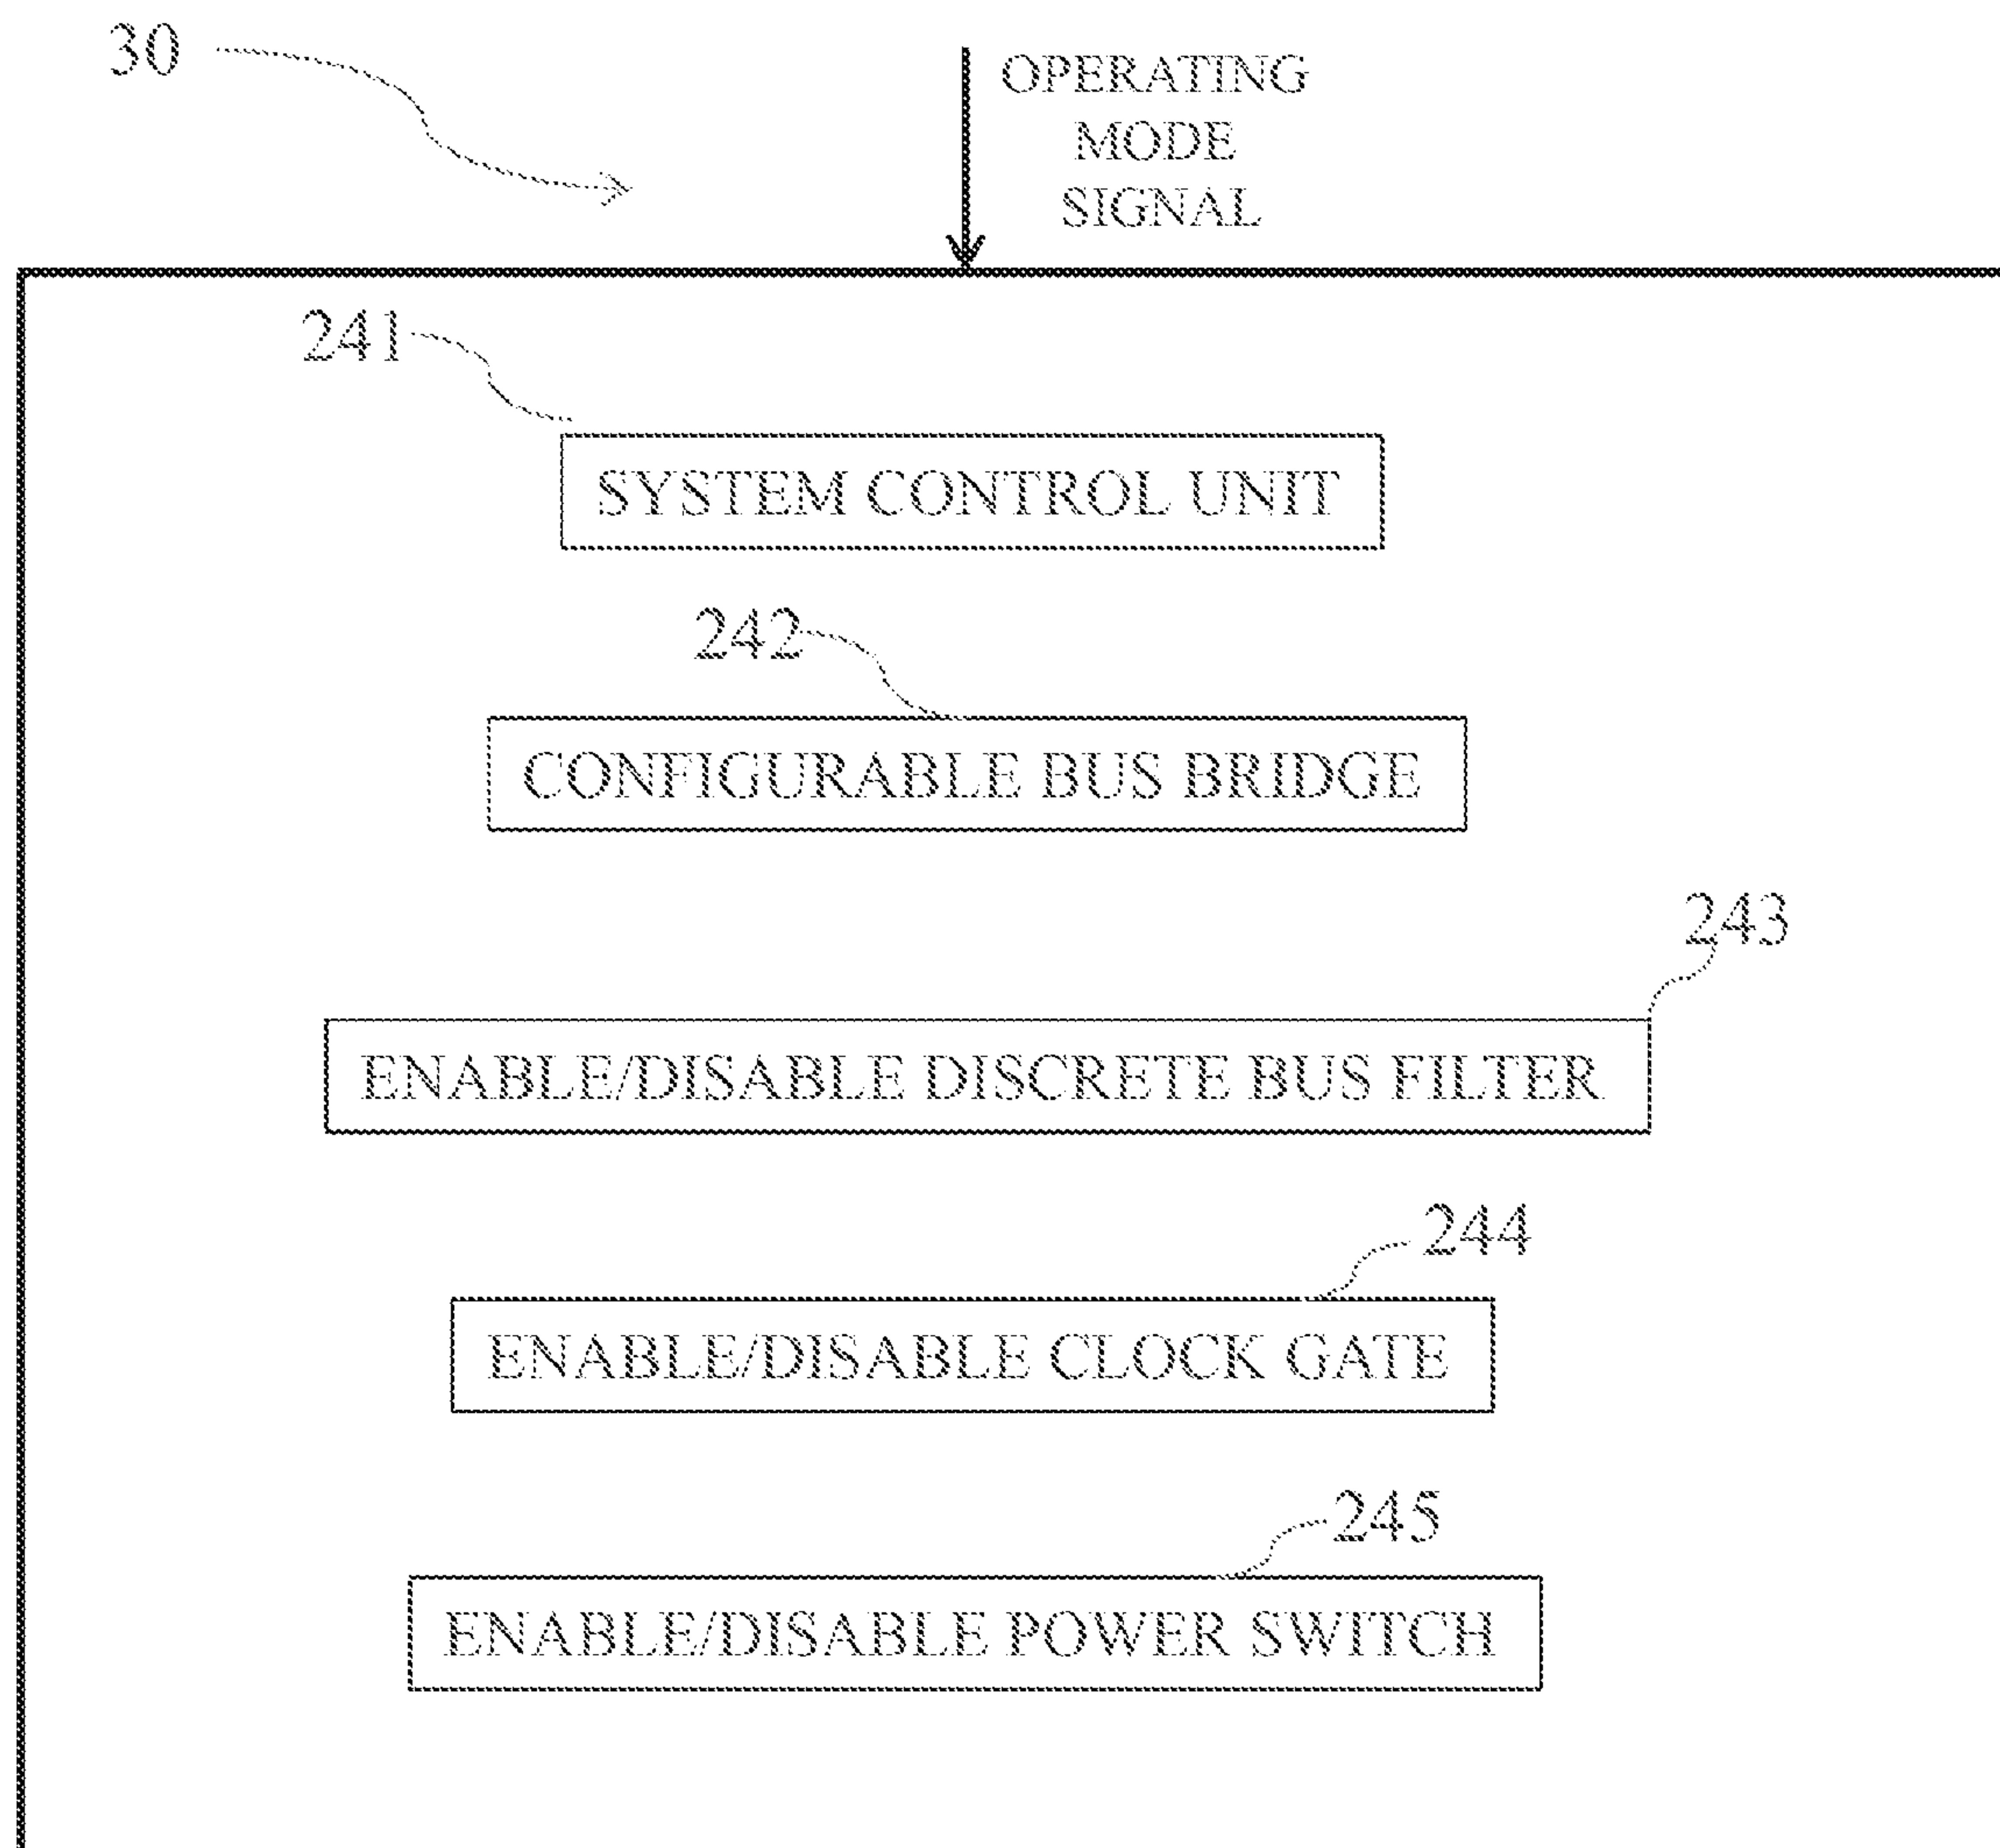 30
OPERATING
MODE
SIGNAL
241
SYSTEM CONTROL UNIT
242
CONFIGURABLE BUS BRIDGE
243
ENABLE/DISABLE DISCRETE BUS FILTER
244
ENABLE/DISABLE CLOCK GATE
245
ENABLE/DISABLE POWER SWITCH